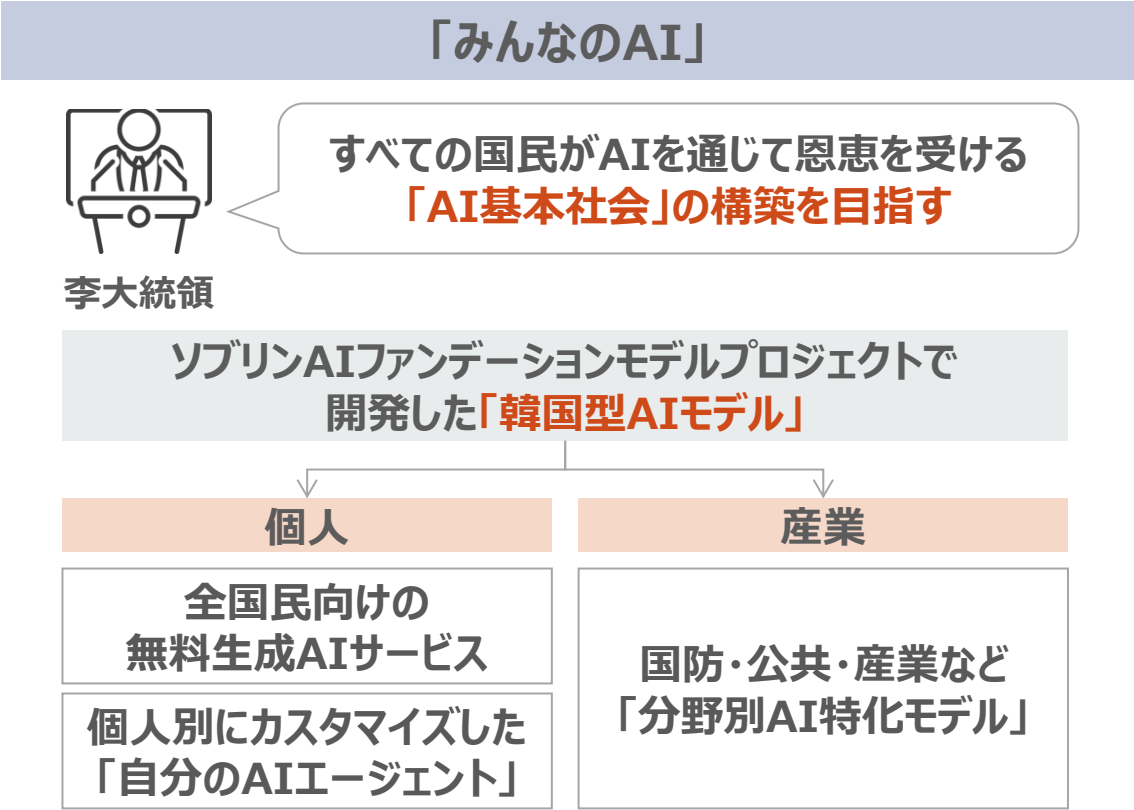 「みんなのAI」
すべての国民がAIを通じて恩恵を受ける
「AI基本社会」の構築を目指す
李大統領
ソブリンAIファンデーションモデルプロジェクトで
開発した「韓国型AIモデル」
個人
全国民向けの
無料生成AIサービス
個人別にカスタマイズした
「自分のAIエージェント」
産業
国防・公共・産業など
「分野別AI特化モデル」